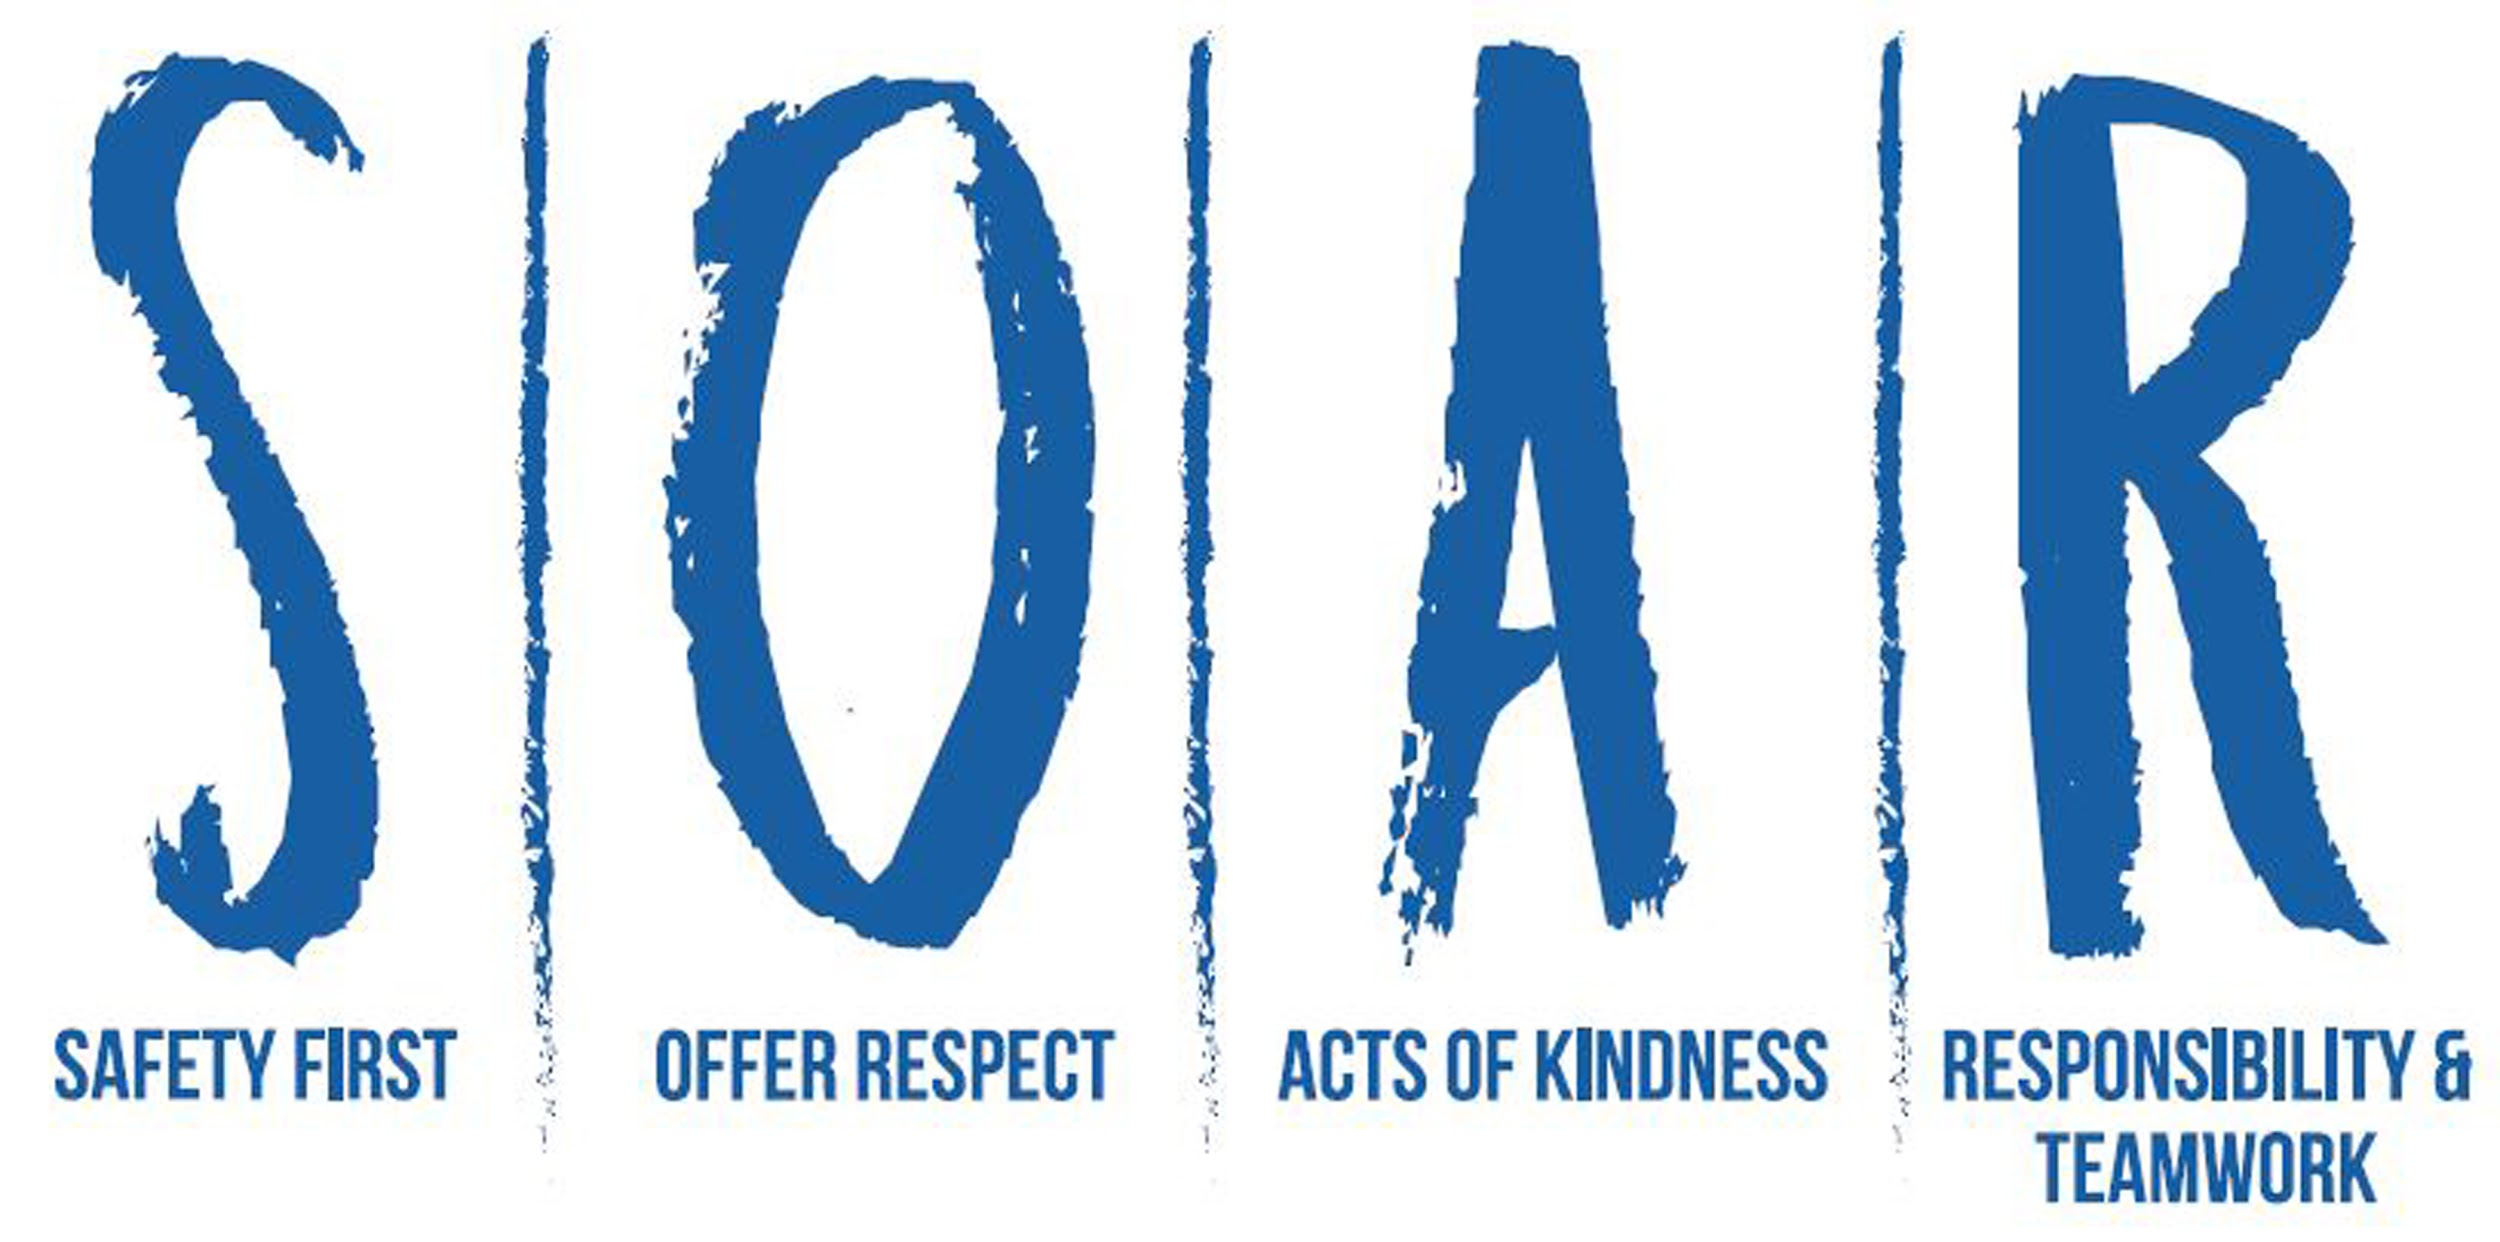 S O A R
SAFETY FIRST
OFFER RESPECT
ACTS OF KINDNESS
RESPONSIBILITY &
TEAMWORK